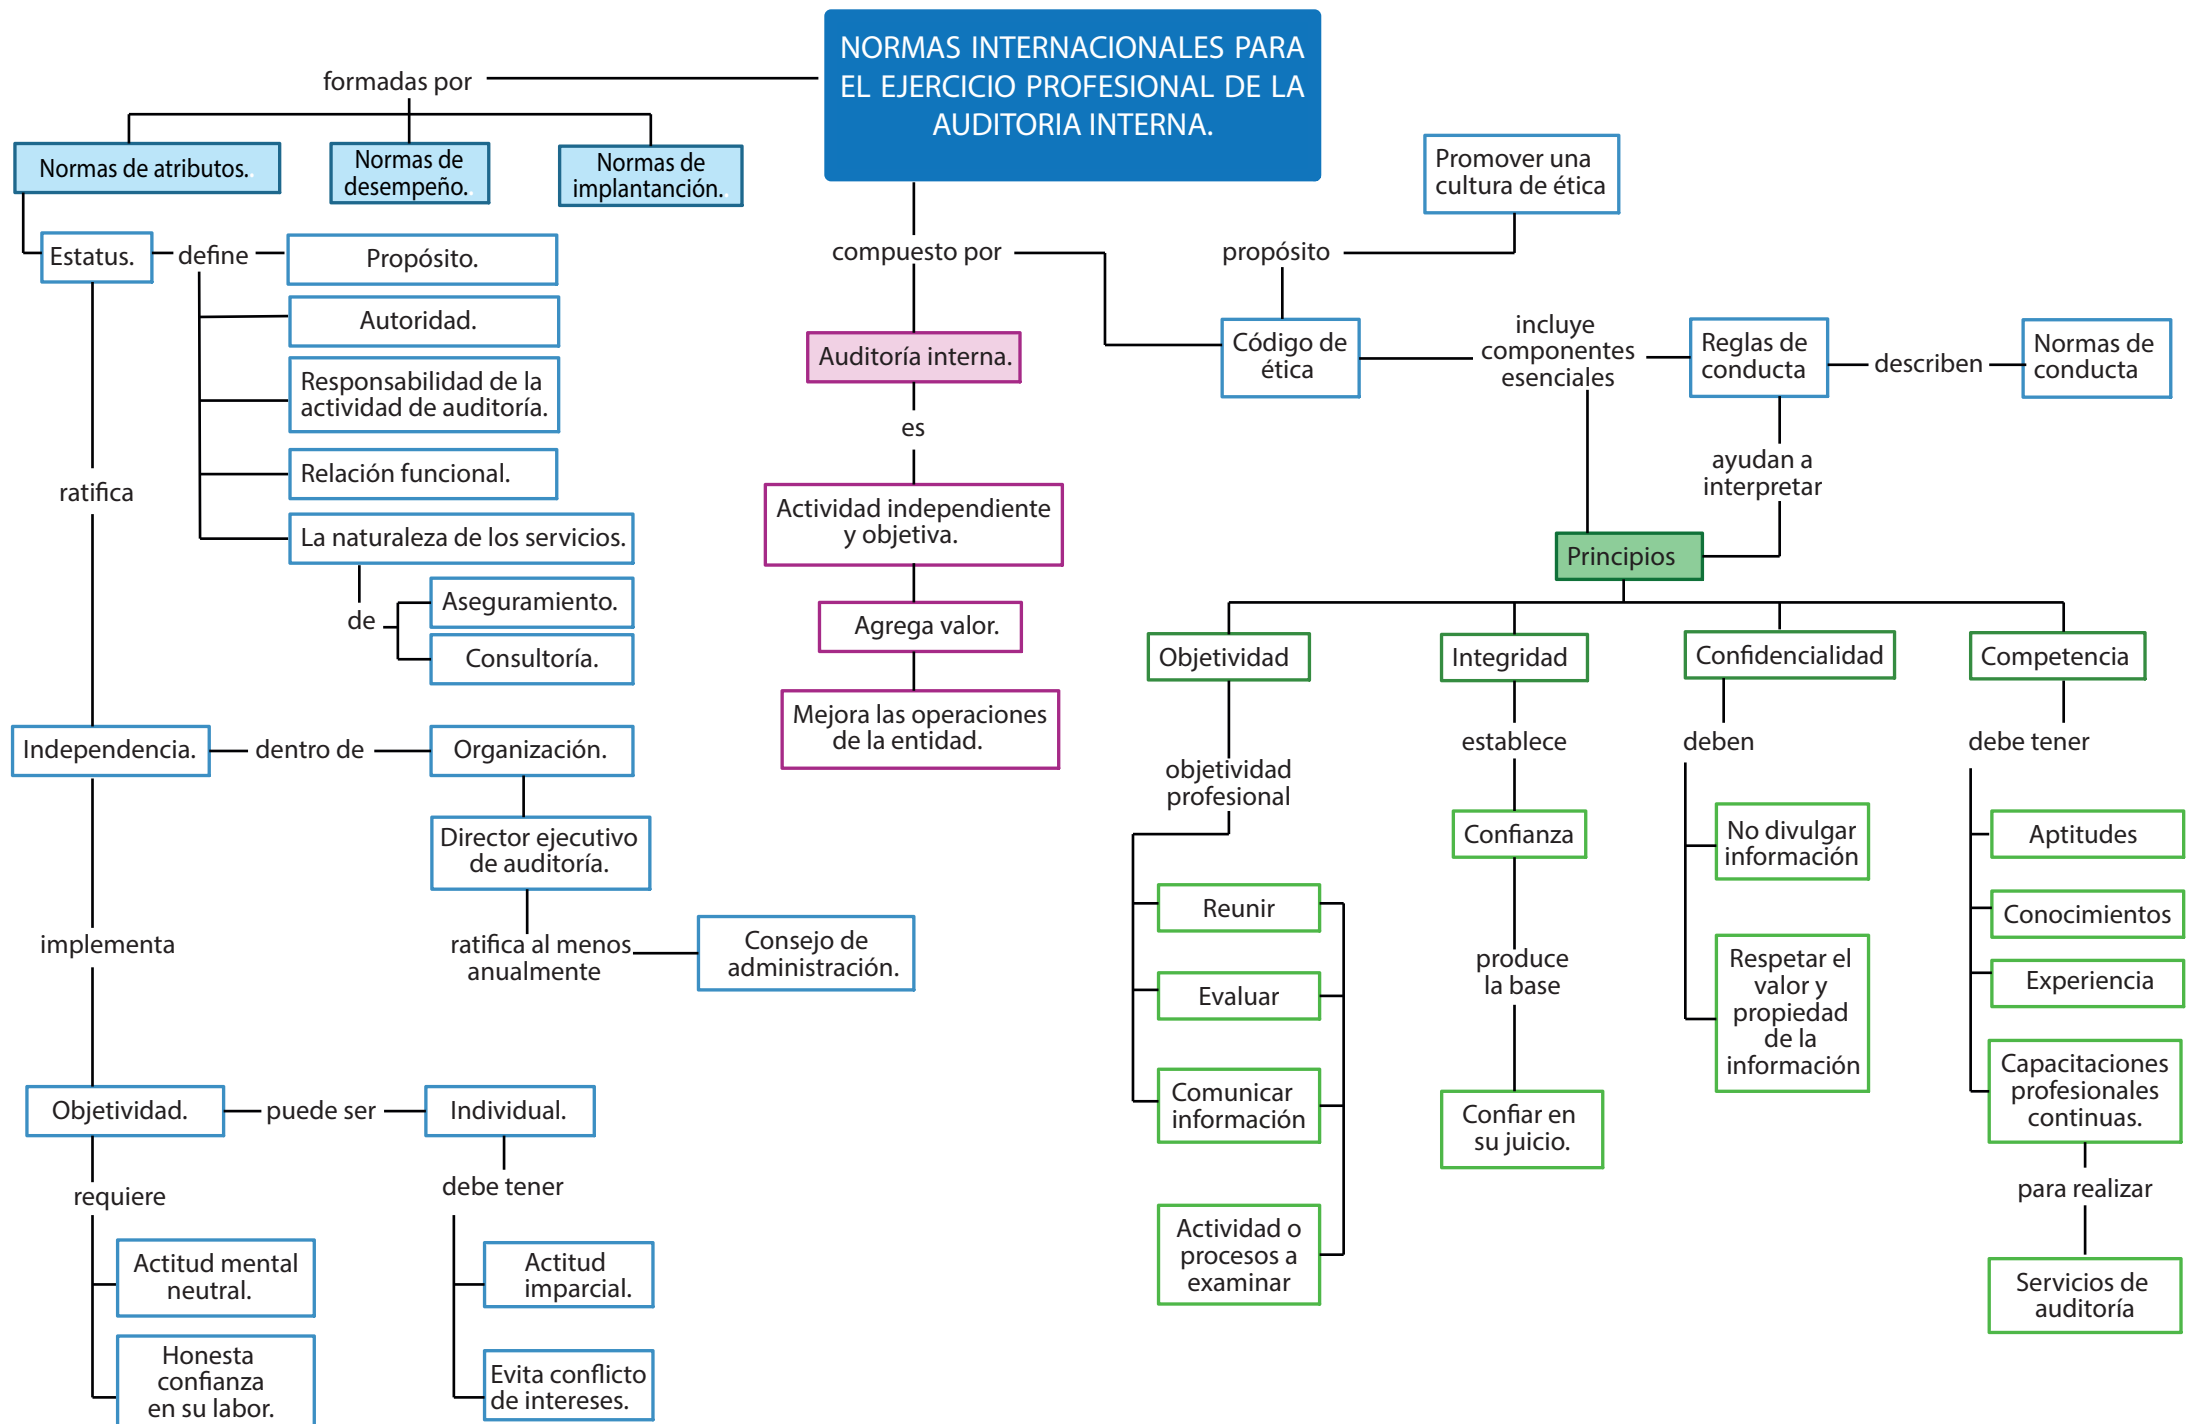 NORMAS INTERNACIONALES PARA
EL EJERCICIO PROFESIONAL DE LA
AUDITORIA INTERNA.
formadas por
Normas de atributos.
Normas de
desempeño.
Normas de
implantanción.
Estatus.
define
Propósito.
Autoridad.
Responsabilidad de la
actividad de auditoría.
Relación funcional.
La naturaleza de los servicios.
de
Aseguramiento.
Consultoría.
ratifica
Independencia.
dentro de
Organización.
Director ejecutivo
de auditoría.
ratifica al menos
anualmente
Consejo de
administración.
implementa
Objetividad.
puede ser
Individual.
requiere
Actitud mental
neutral.
Honesta
confianza
en su labor.
debe tener
Actitud
imparcial.
Evita conflicto
de intereses.
compuesto por
Auditoría interna.
es
Actividad independiente
y objetiva.
Agrega valor.
Mejora las operaciones
de la entidad.
Promover una
cultura de ética
propósito
Código de
ética
incluye
componentes
esenciales
Reglas de
conducta
describen
Normas de
conducta
ayudan a
interpretar
Principios
Objetividad
objetividad
profesional
Reunir
Evaluar
Comunicar
información
Actividad o
procesos a
examinar
Integridad
establece
Confianza
produce
la base
Confiar en
su juicio.
Confidencialidad
deben
No divulgar
información
Respetar el
valor y
propiedad
de la
información
Competencia
debe tener
Aptitudes
Conocimientos
Experiencia
Capacitaciones
profesionales
continuas.
para realizar
Servicios de
auditoría